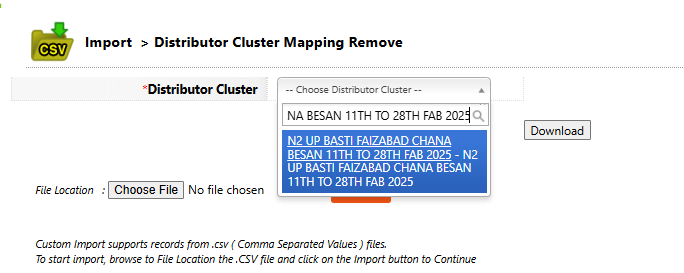 CSV
Import > Distributor Cluster Mapping Remove
*Distributor Cluster
-- Choose Distributor Cluster --
NA BESAN 11TH TO 28TH FAB 2025
N2 UP BASTI FAIZABAD CHANA
BESAN 11TH TO 28TH FAB 2025 - N2
UP BASTI FAIZABAD CHANA BESAN
11TH TO 28TH FAB 2025
Download
File Location : Choose File No file chosen
Custom Import supports records from .csv ( Comma Separated Values ) files.
To start import, browse to File Location the .CSV file and click on the Import button to Continue